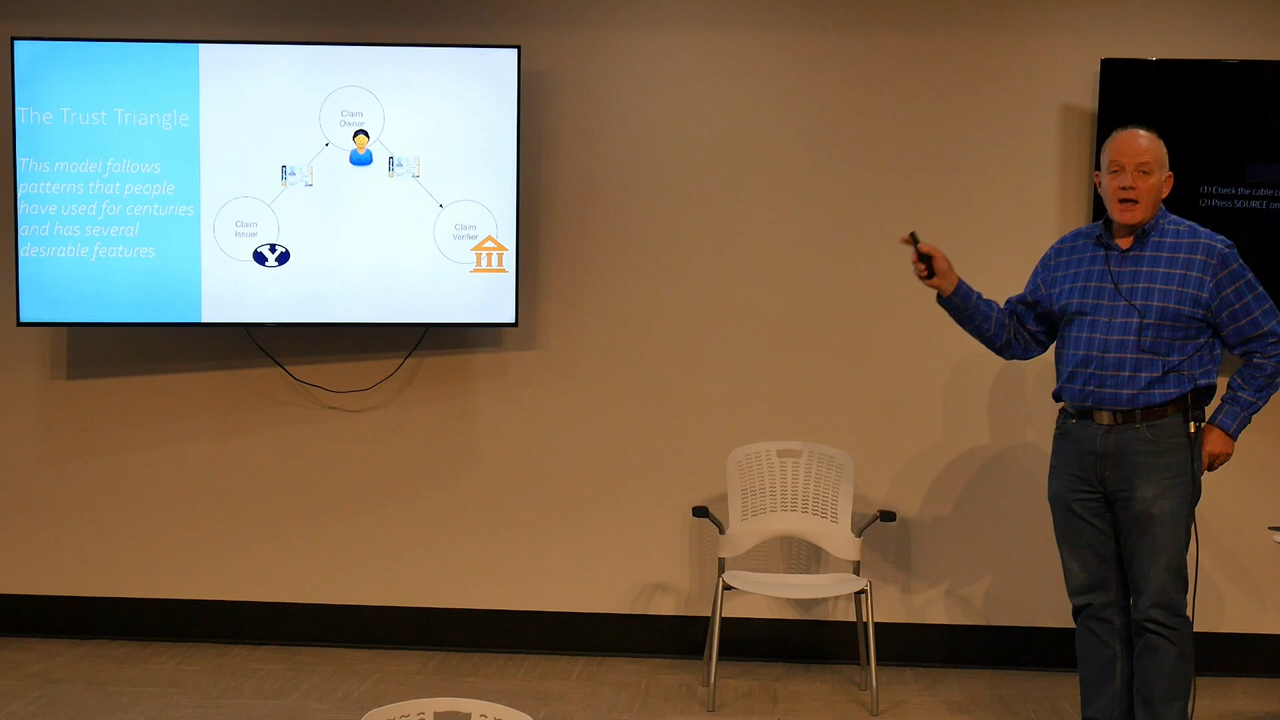 The Trust Triangle
This model follows
patterns that people
have used for centuries
and has several
desirable features
Claim
Owner
Claim
Issuer
Y
Claim
Verifier
(1) Check the cable
(2) Press SOURCE on